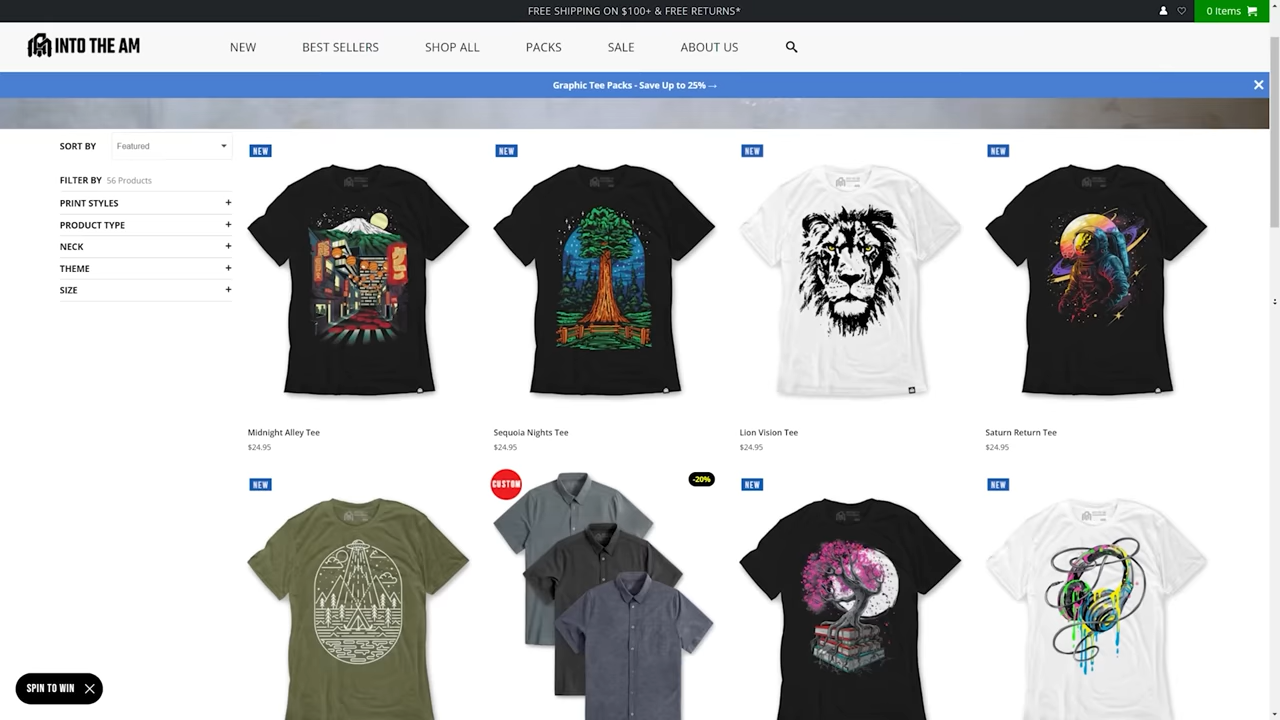 FREE SHIPPING ON $100+ & FREE RETURNS*
0 Items
INTO THE AM
NEW
BEST SELLERS
SHOP ALL
PACKS
SALE
ABOUT US
Graphic Tee Packs - Save Up to 25% →
SORT BY
Featured
FILTER BY 56 Products
PRINT STYLES +
PRODUCT TYPE +
NECK +
THEME +
SIZE +
NEW
NEW
NEW
NEW
Midnight Alley Tee
$24.95
Sequoia Nights Tee
$24.95
Lion Vision Tee
$24.95
Saturn Return Tee
$24.95
NEW
CUSTOM
-20%
NEW
NEW
SPIN TO WIN